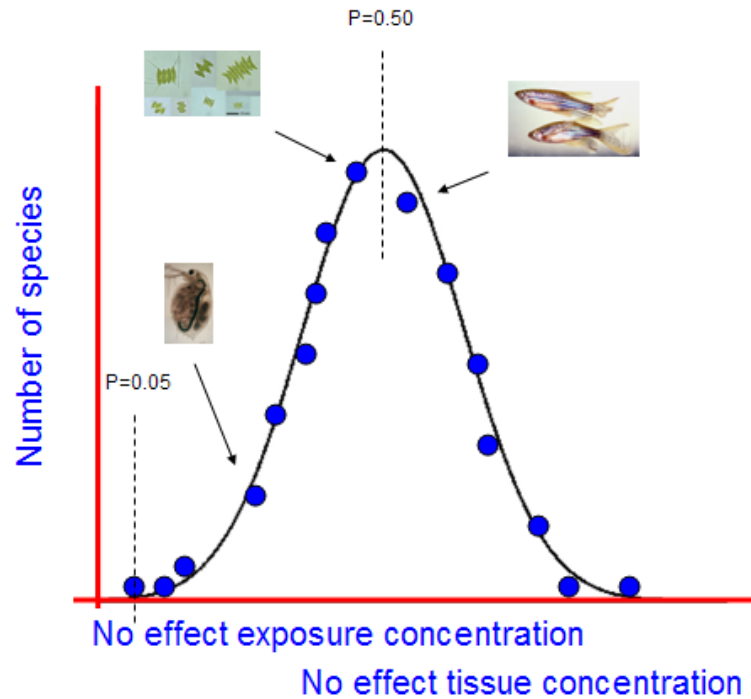 P=0.50
P=0.05
Number of species
No effect exposure concentration
No effect tissue concentration